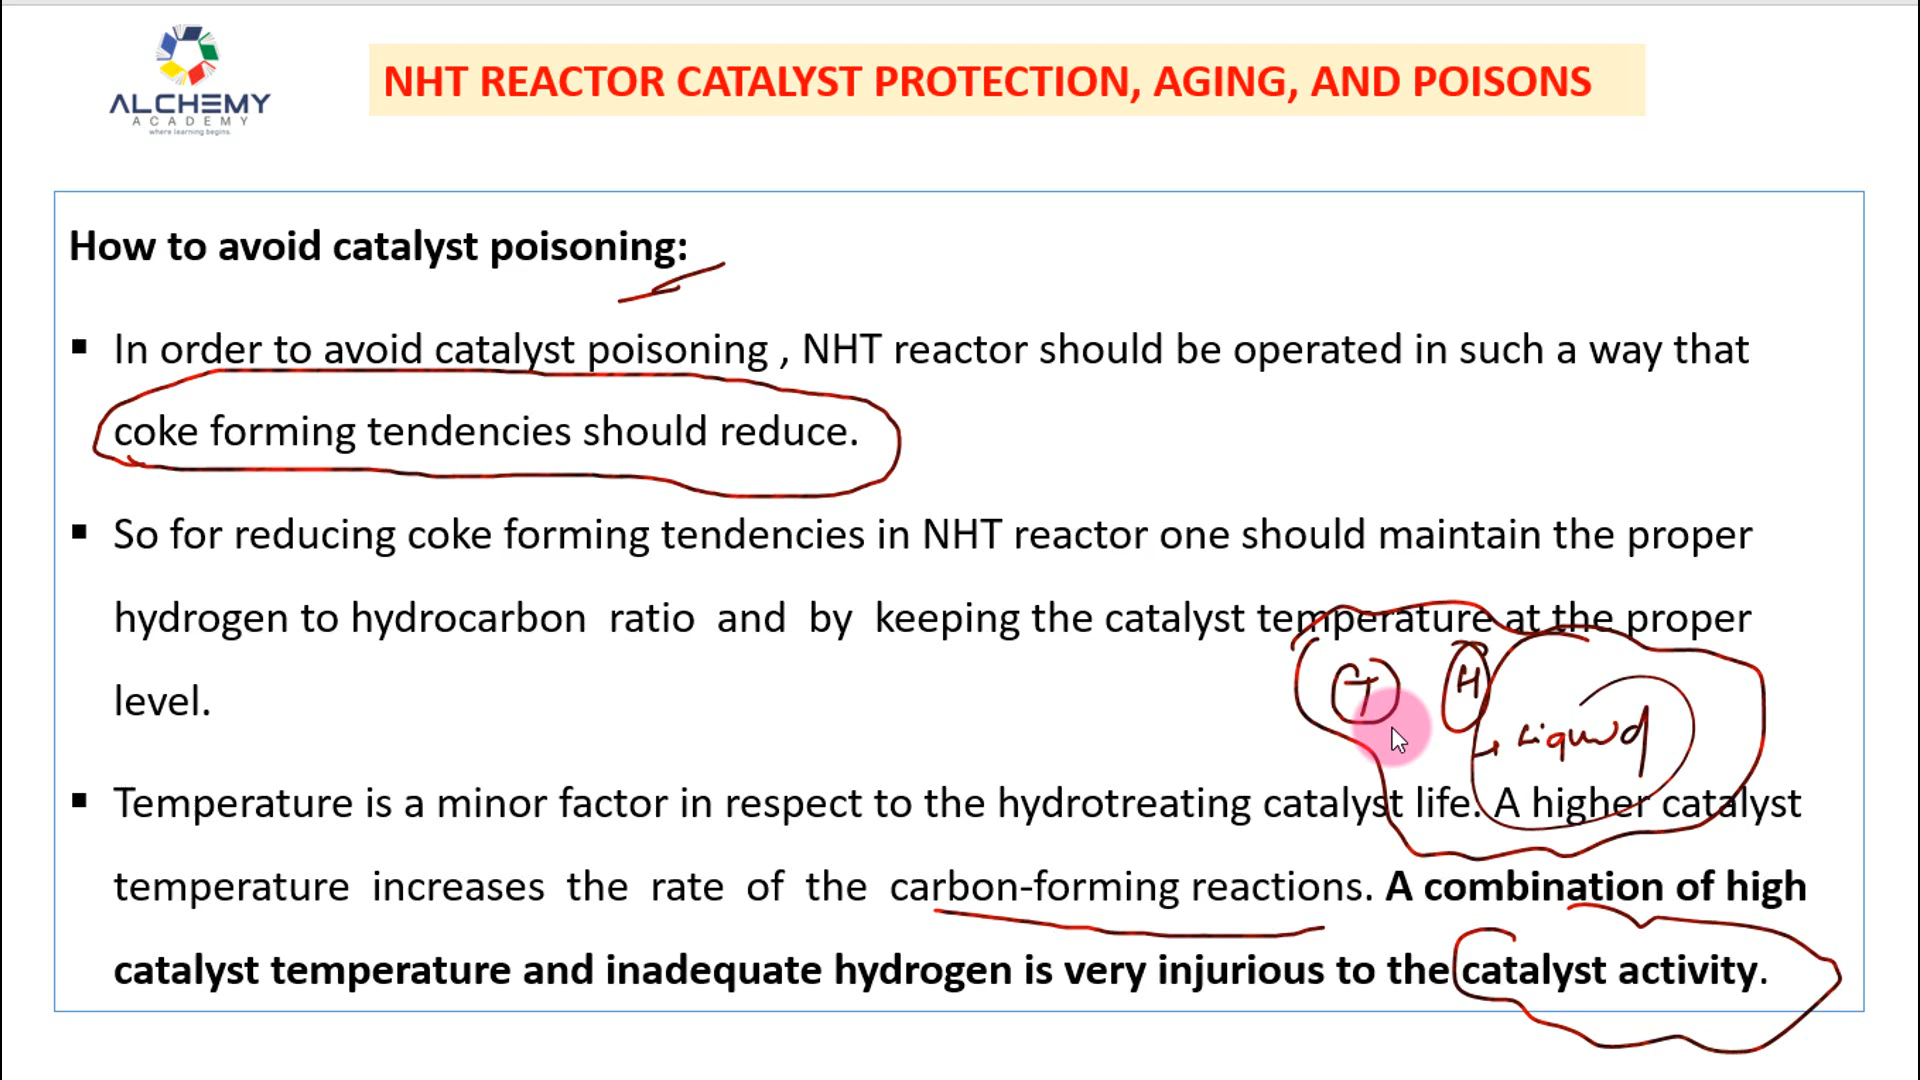 ALCHEMY
ACADEMY
where learning begins.
NHT REACTOR CATALYST PROTECTION, AGING, AND POISONS
How to avoid catalyst poisoning:
▪ In order to avoid catalyst poisoning , NHT reactor should be operated in such a way that
coke forming tendencies should reduce.
▪ So for reducing coke forming tendencies in NHT reactor one should maintain the proper
hydrogen to hydrocarbon ratio and by keeping the catalyst temperature at the proper
level.
T H
Liquid
▪ Temperature is a minor factor in respect to the hydrotreating catalyst life. A higher catalyst
temperature increases the rate of the carbon-forming reactions. A combination of high
catalyst temperature and inadequate hydrogen is very injurious to the catalyst activity.